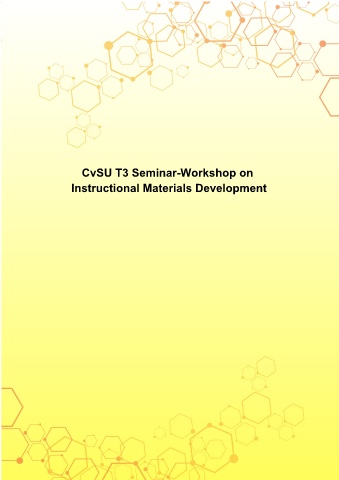 CvSU T3 Seminar-Workshop on
Instructional Materials Development